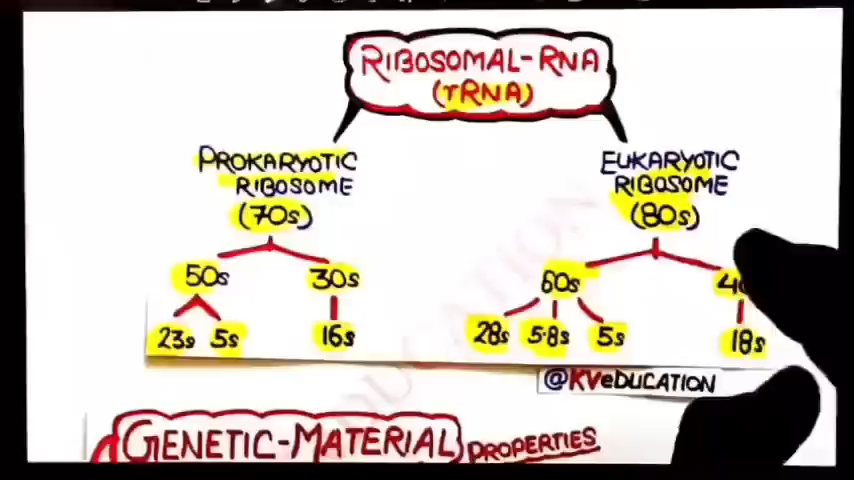 RIBOSOMAL-RNA
(rRNA)
PROKARYOTIC
RIBOSOME
(70s)
EUKARYOTIC
RIBOSOME
(80s)
50s 30s
60s
23s 5s 16s
28s 5.8s 5s 18s
@KVeDUCATION
GENETIC-MATERIAL PROPERTIES